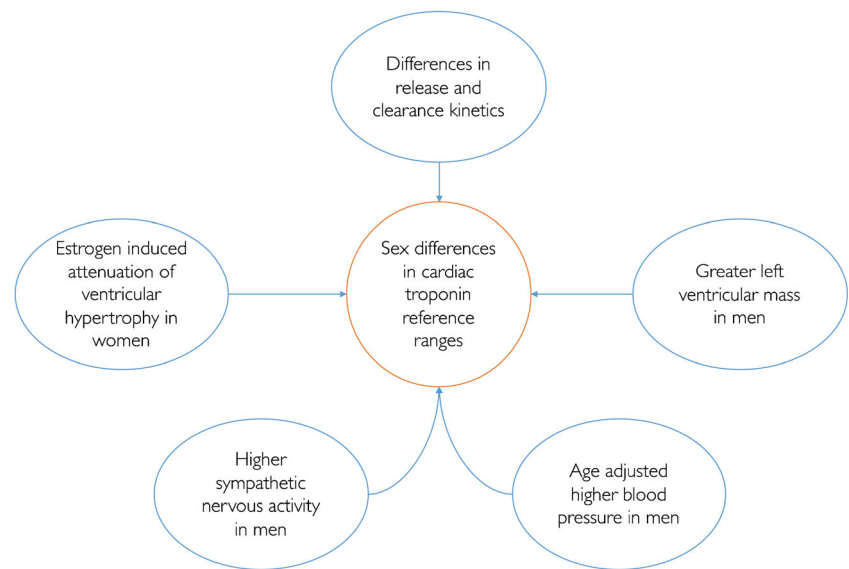 Differences in
release and
clearance kinetics
Estrogen induced
attenuation of
ventricular
hypertrophy in
women
Sex differences
in cardiac
troponin
reference
ranges
Greater left
ventricular mass
in men
Higher
sympathetic
nervous activity
in men
Age adjusted
higher blood
pressure in men